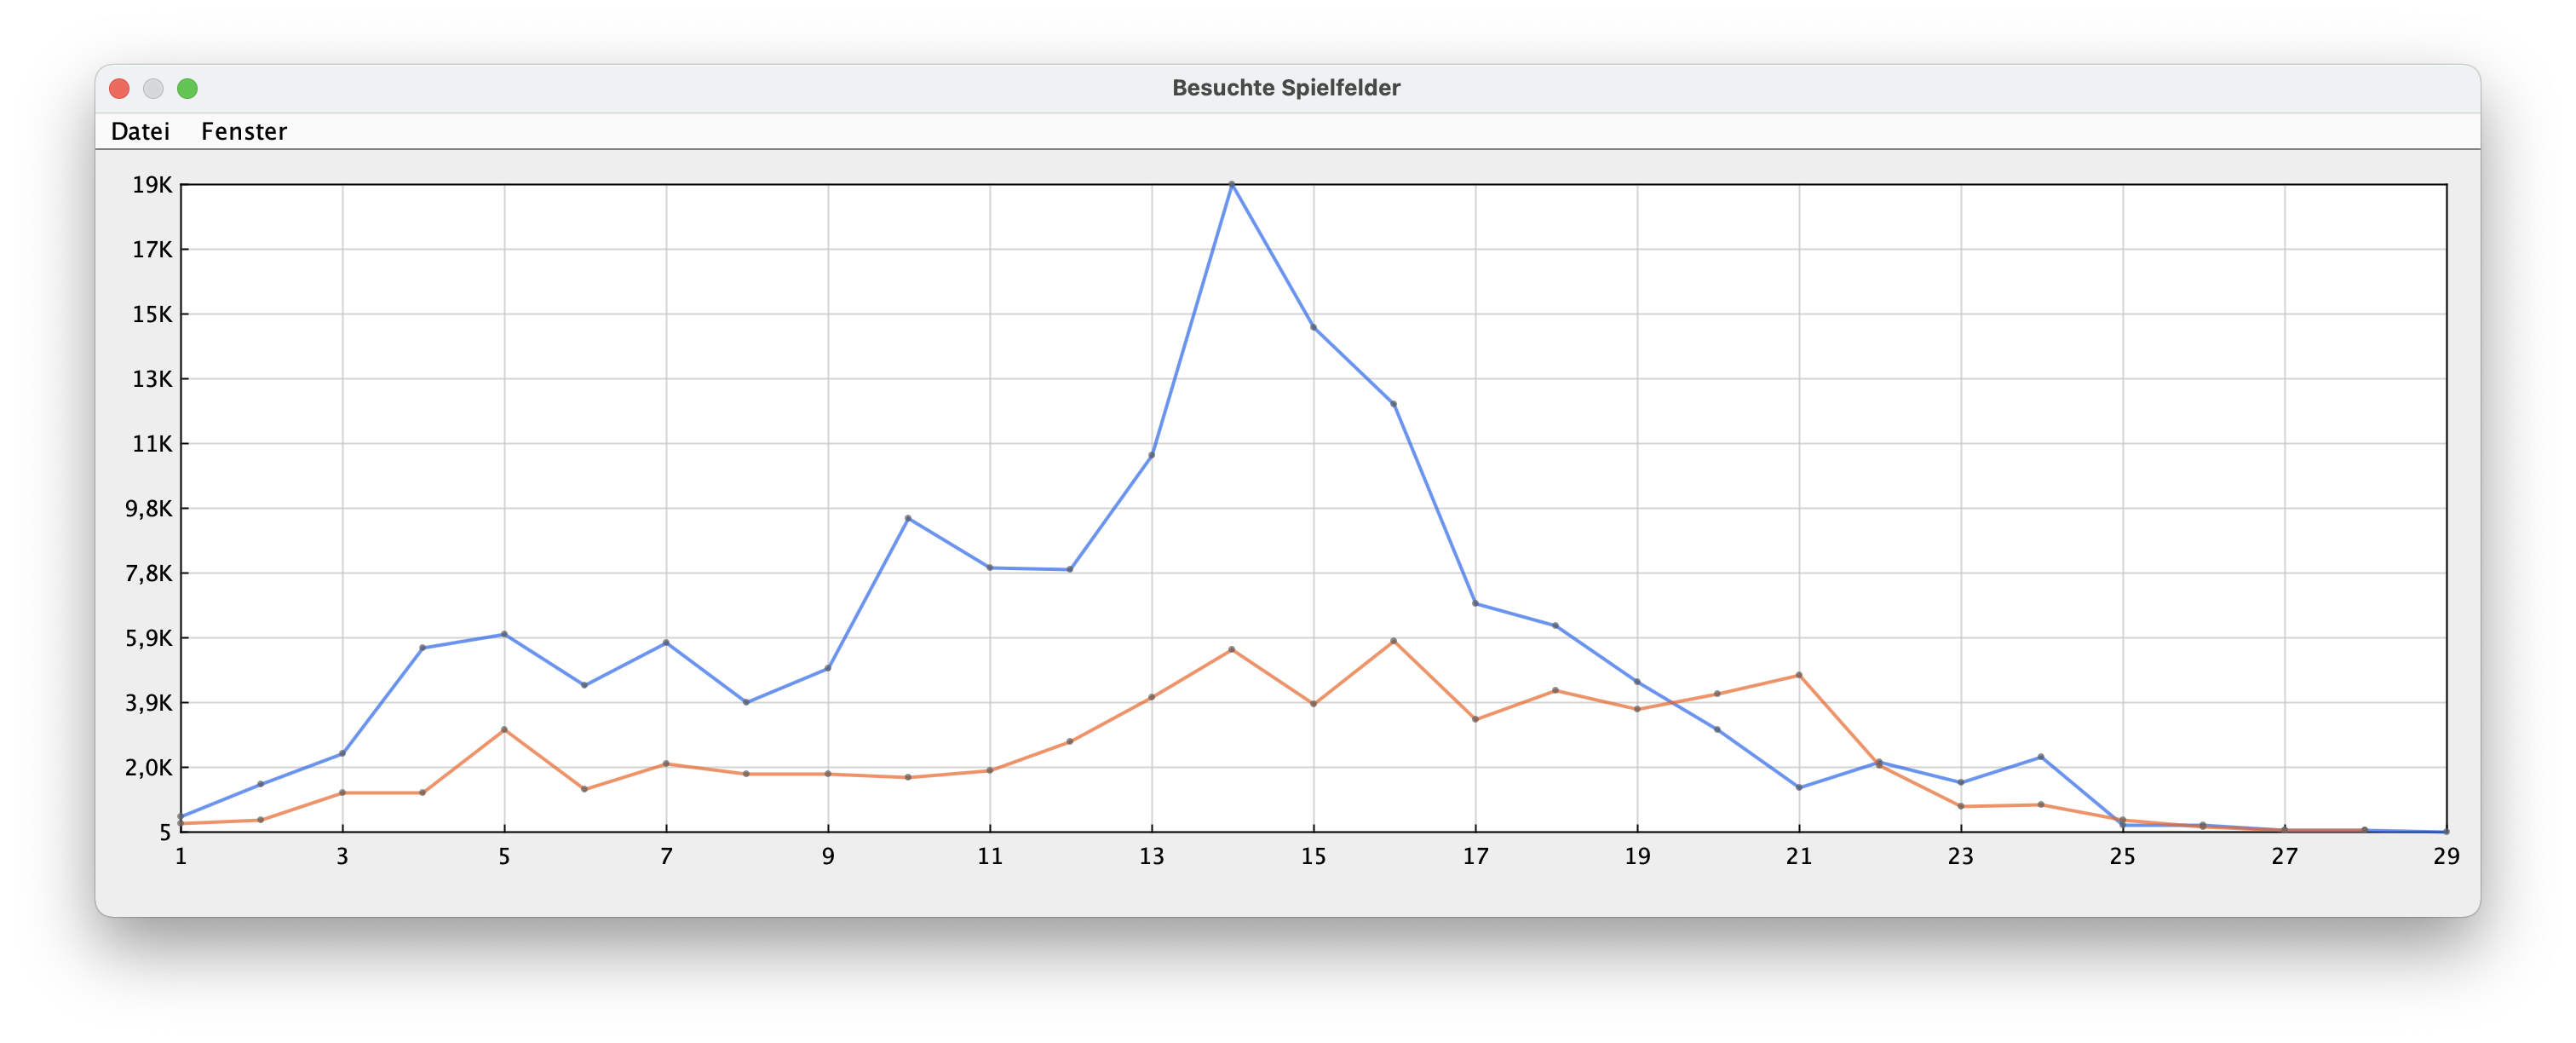 Besuchte Spielfelder
Datei Fenster
19K
17K
15K
13K
11K
9,8K
7,8K
5,9K
3,9K
2,0K
5
1 3 5 7 9 11 13 15 17 19 21 23 25 27 29